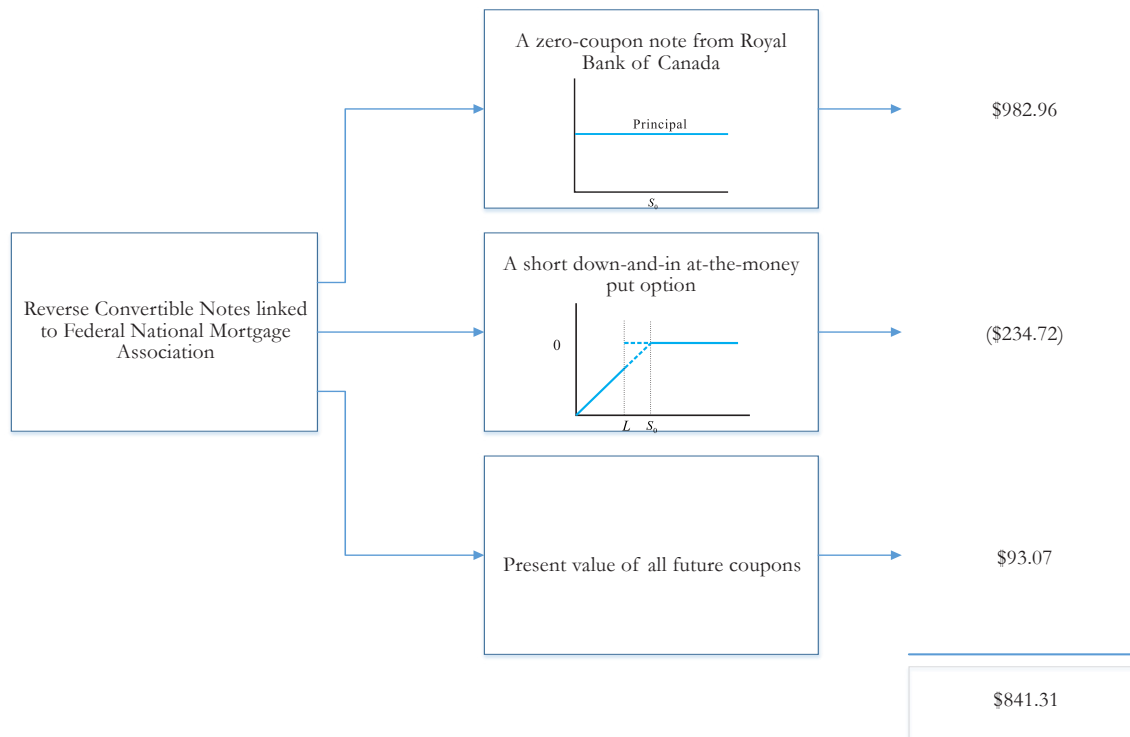 A zero-coupon note from Royal
Bank of Canada
Principal
S₀
$982.96
Reverse Convertible Notes linked
to Federal National Mortgage
Association
A short down-and-in at-the-money
put option
0
L S₀
($234.72)
Present value of all future coupons
$93.07
$841.31